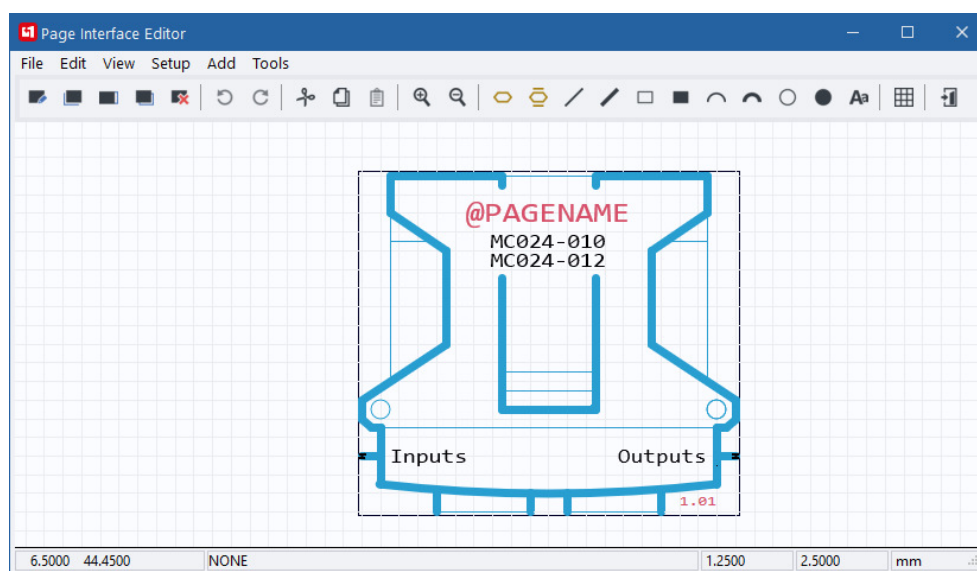 Page Interface Editor
File Edit View Setup Add Tools
Aa
@PAGENAME
MC024-010
MC024-012
Inputs Outputs
1.01
6.5000 44.4500 NONE 1.2500 2.5000 mm